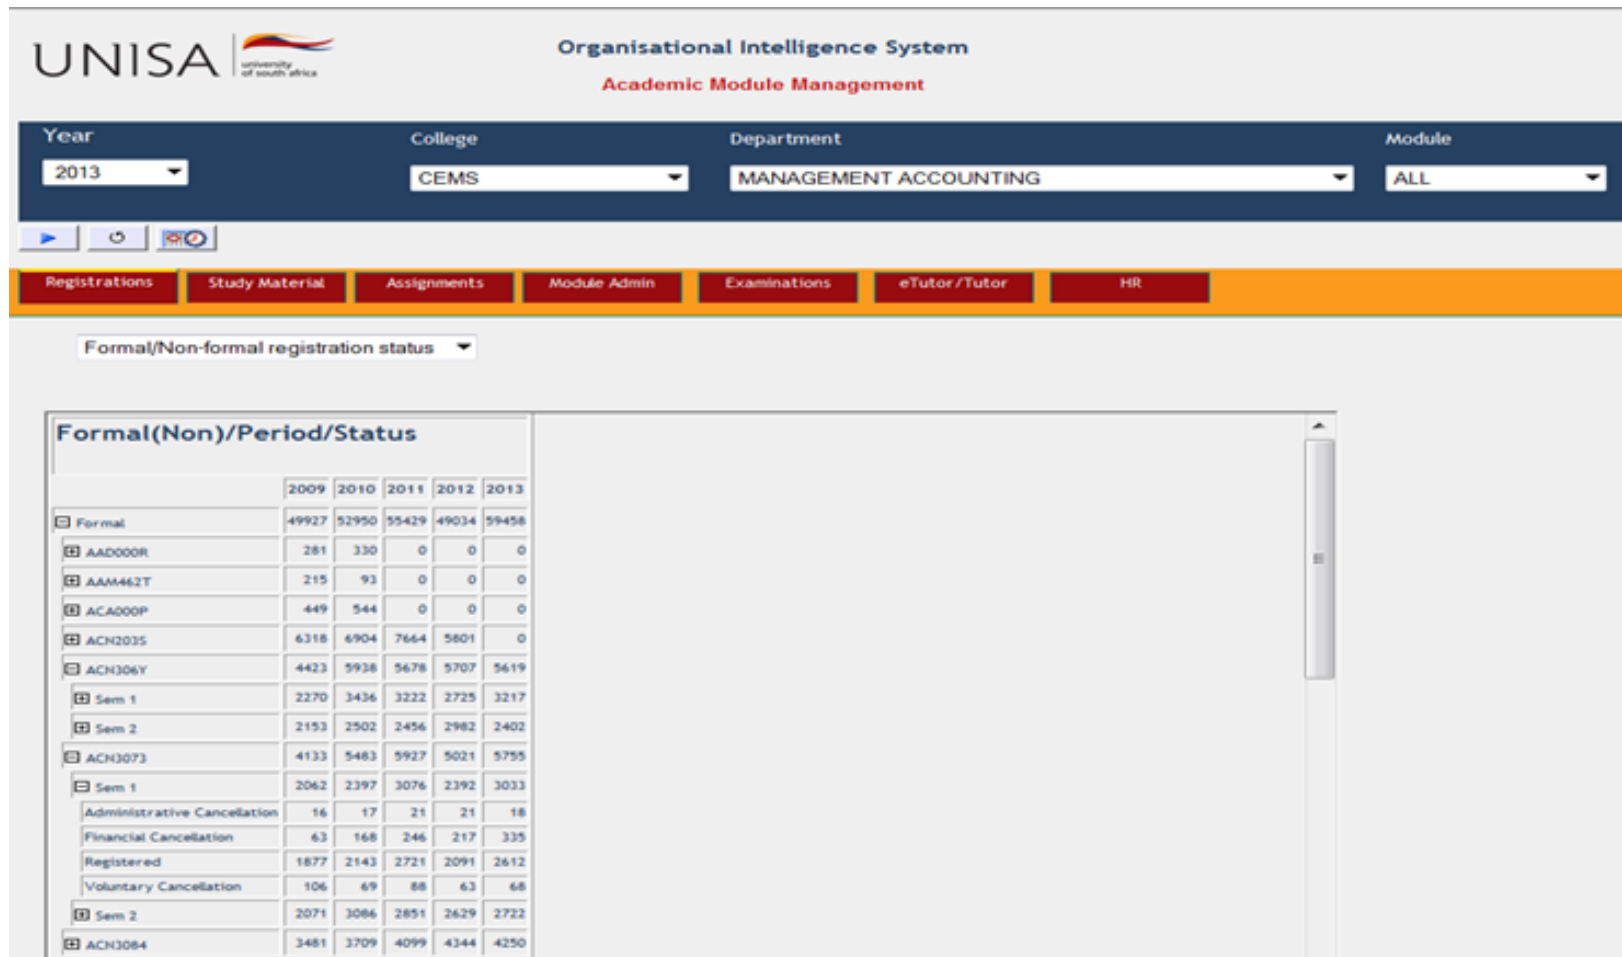 UNISA
university
of south africa
Organisational Intelligence System
Academic Module Management
Year College Department Module
2013 CEMS MANAGEMENT ACCOUNTING ALL
Registrations Study Material Assignments Module Admin Examinations eTutor/Tutor HR
Formal/Non-formal registration status
Formal(Non)/Period/Status
2009 2010 2011 2012 2013
Formal 49927 52950 55429 49034 59458
AAD000R 281 330 0 0 0
AAM462T 215 93 0 0 0
ACA000P 449 544 0 0 0
ACN203S 6318 6904 7664 5801 0
ACN306Y 4423 5938 5678 5707 5619
Sem 1 2270 3436 3222 2725 3217
Sem 2 2153 2502 2456 2982 2402
ACN3073 4133 5483 5927 5021 5755
Sem 1 2062 2397 3076 2392 3033
Administrative Cancellation 16 17 21 21 18
Financial Cancellation 63 168 246 217 335
Registered 1877 2143 2721 2091 2612
Voluntary Cancellation 106 69 88 63 68
Sem 2 2071 3086 2851 2629 2722
ACN3084 3481 3709 4099 4344 4250